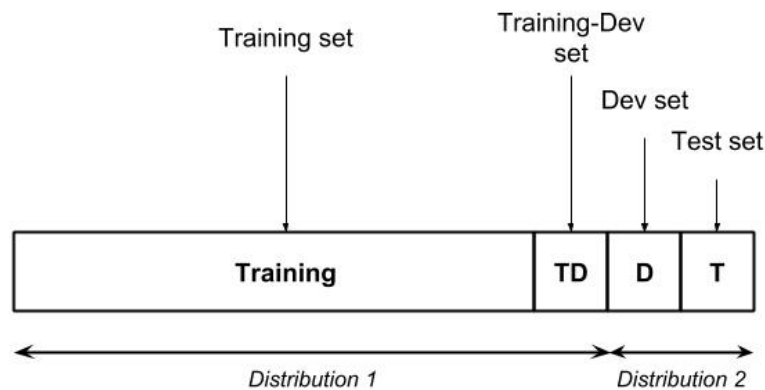 Training set
Training-Dev
set
Dev set
Test set
Training
TD
D
T
Distribution 1
Distribution 2